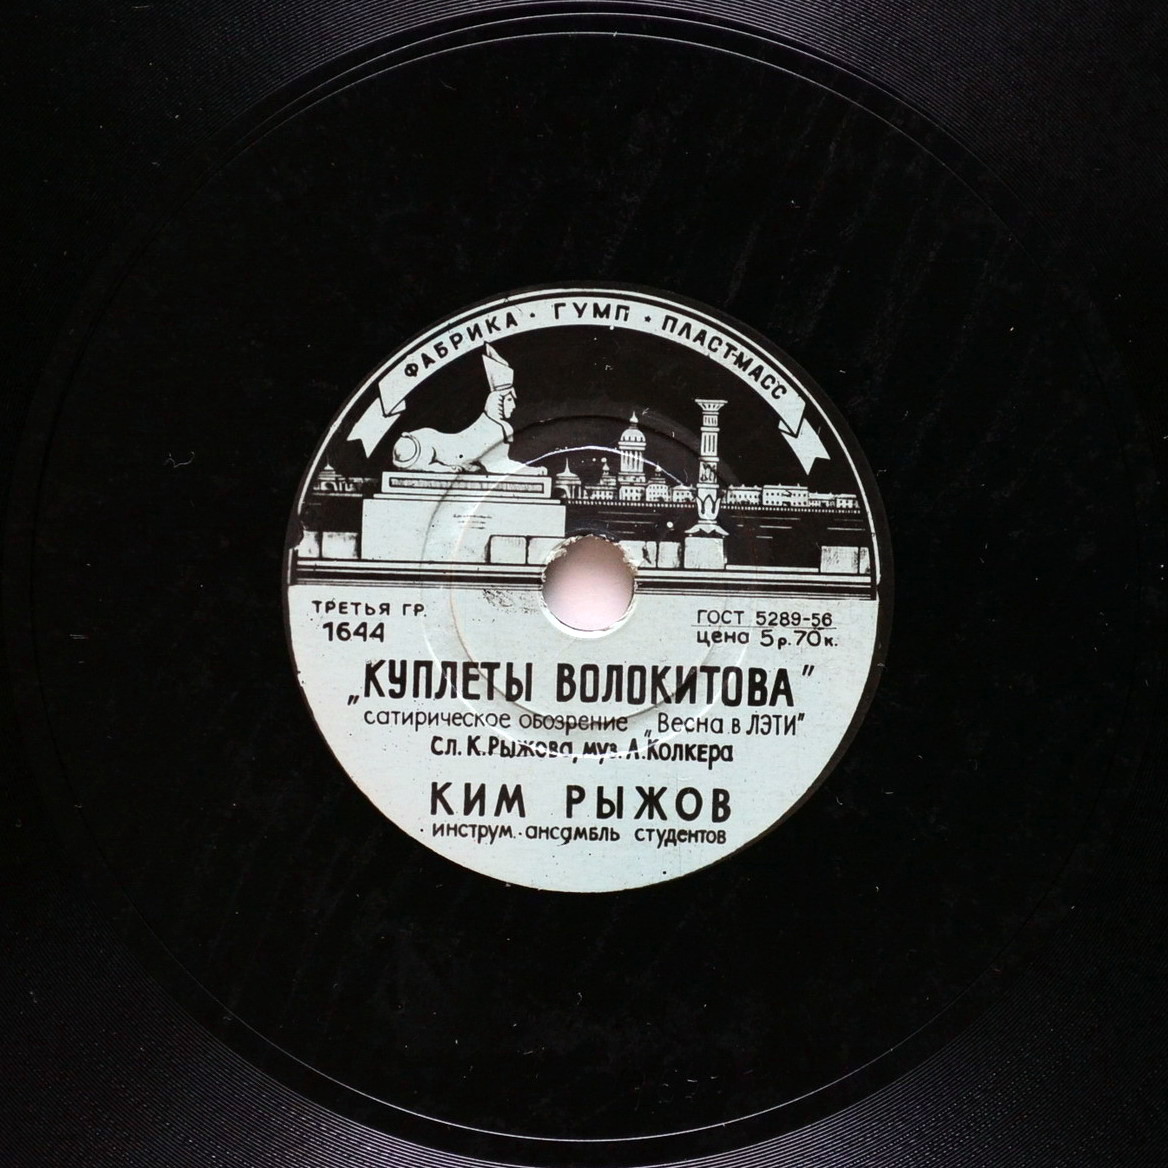 ФАБРИКА · ГУМП · ПЛАСТМАСС
ТРЕТЬЯ ГР.
1644
ГОСТ 5289-56
цена 5р.70к.
„КУПЛЕТЫ ВОЛОКИТОВА"
сатирическое обозрение „Весна в ЛЭТИ"
Сл. К.Рыжова, муз. А.Колкера
КИМ РЫЖОВ
инструм. ансамбль студентов